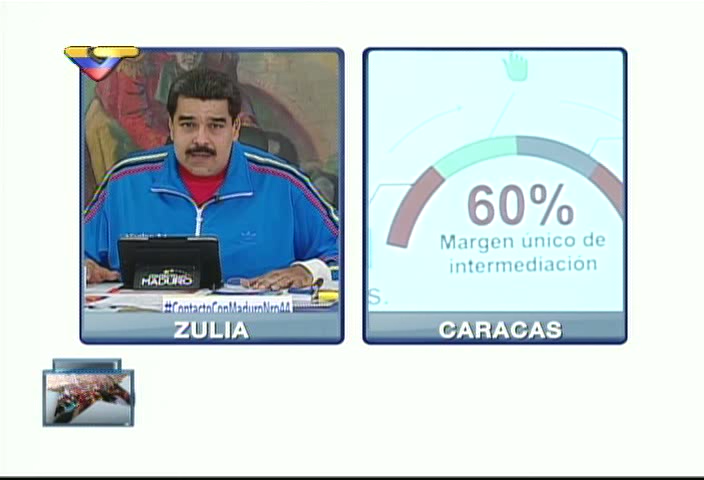 MADURO
#ContactoConMaduroNro44
ZULIA
60%
Margen único de
intermediación
S.
CARACAS